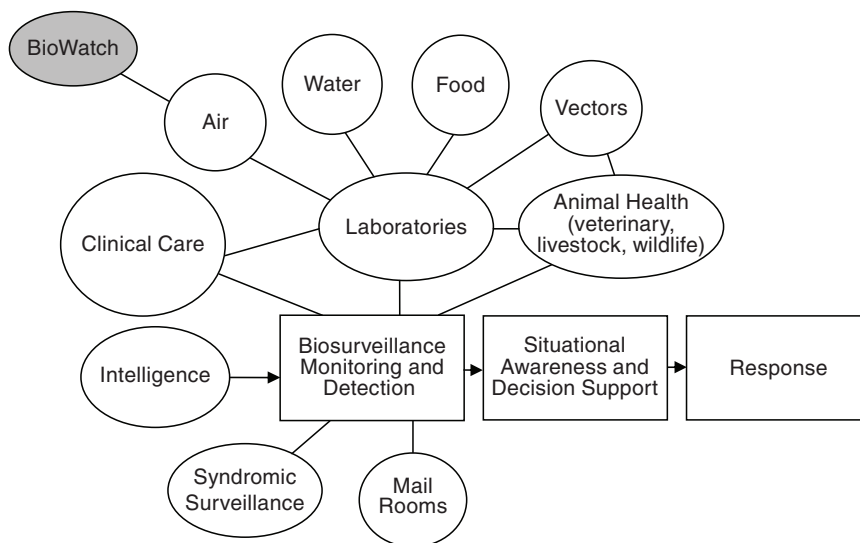 BioWatch
Water
Food
Vectors
Air
Animal Health
(veterinary,
livestock, wildlife)
Laboratories
Clinical Care
Biosurveillance
Monitoring and
Detection
Situational
Awareness and
Decision Support
Response
Intelligence
Syndromic
Surveillance
Mail
Rooms